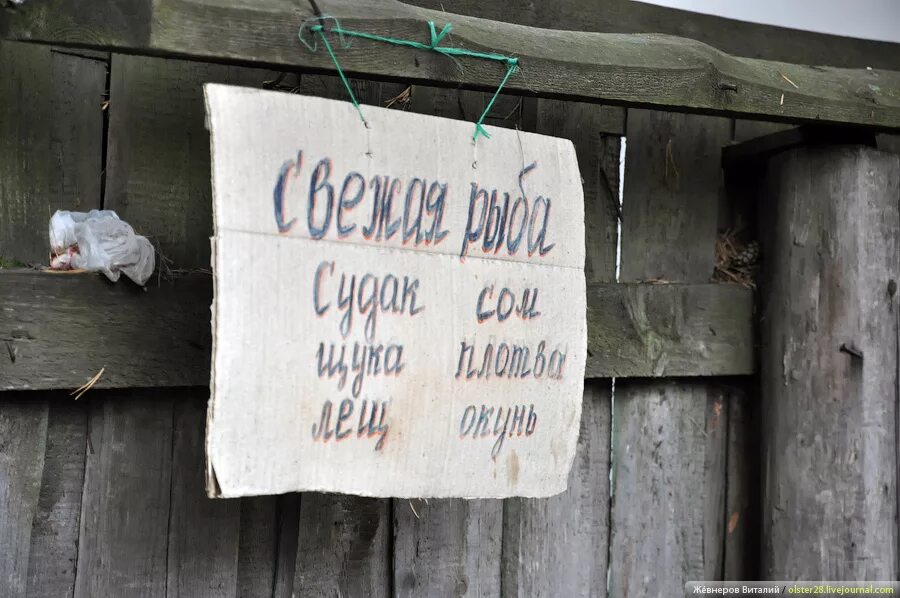 Свежая рыба
Судак сом
щука плотва
лещ окунь
Жёвнеров Виталий / olster28.livejournal.com